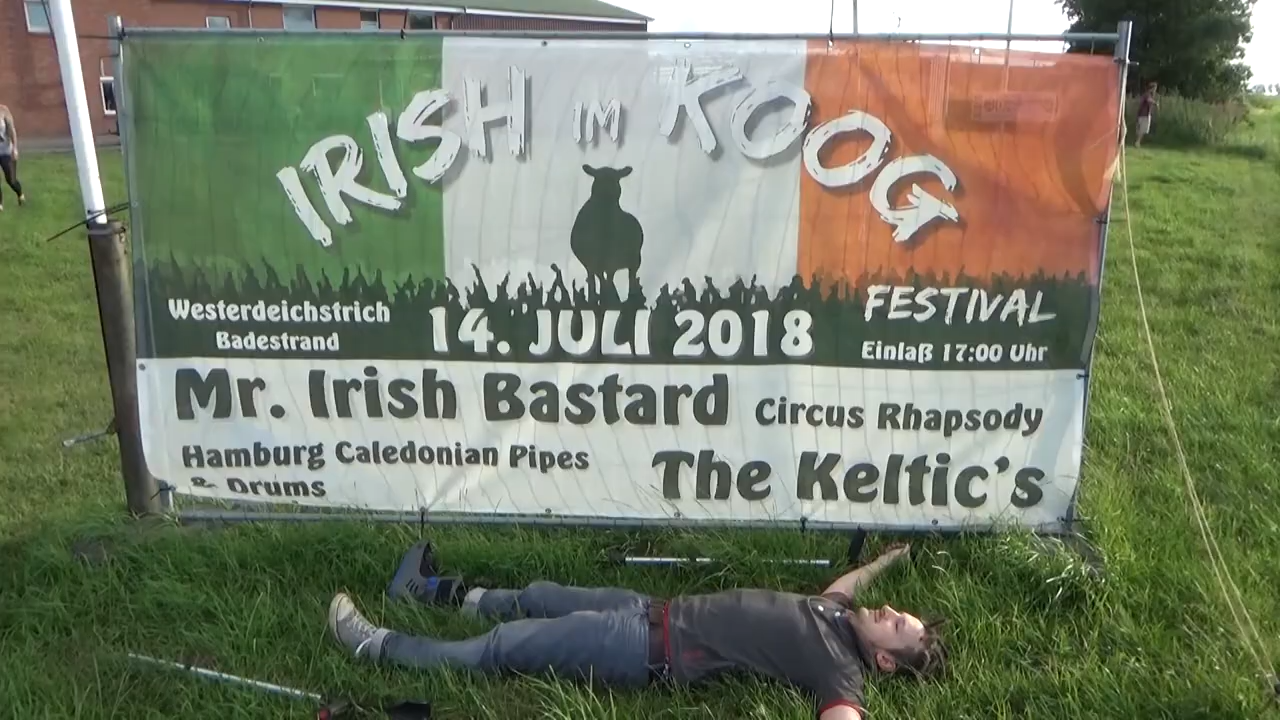 IRISH IM KOOG
Westerdeichstrich
Badestrand
14. JULI 2018
FESTIVAL
Einlaß 17:00 Uhr
Mr. Irish Bastard
Circus Rhapsody
Hamburg Caledonian Pipes
& Drums
The Keltic's